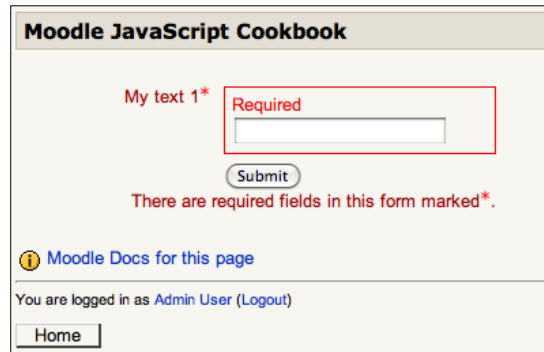 Moodle JavaScript Cookbook
My text 1*
Required
Submit
There are required fields in this form marked*.
Moodle Docs for this page
You are logged in as Admin User (Logout)
Home